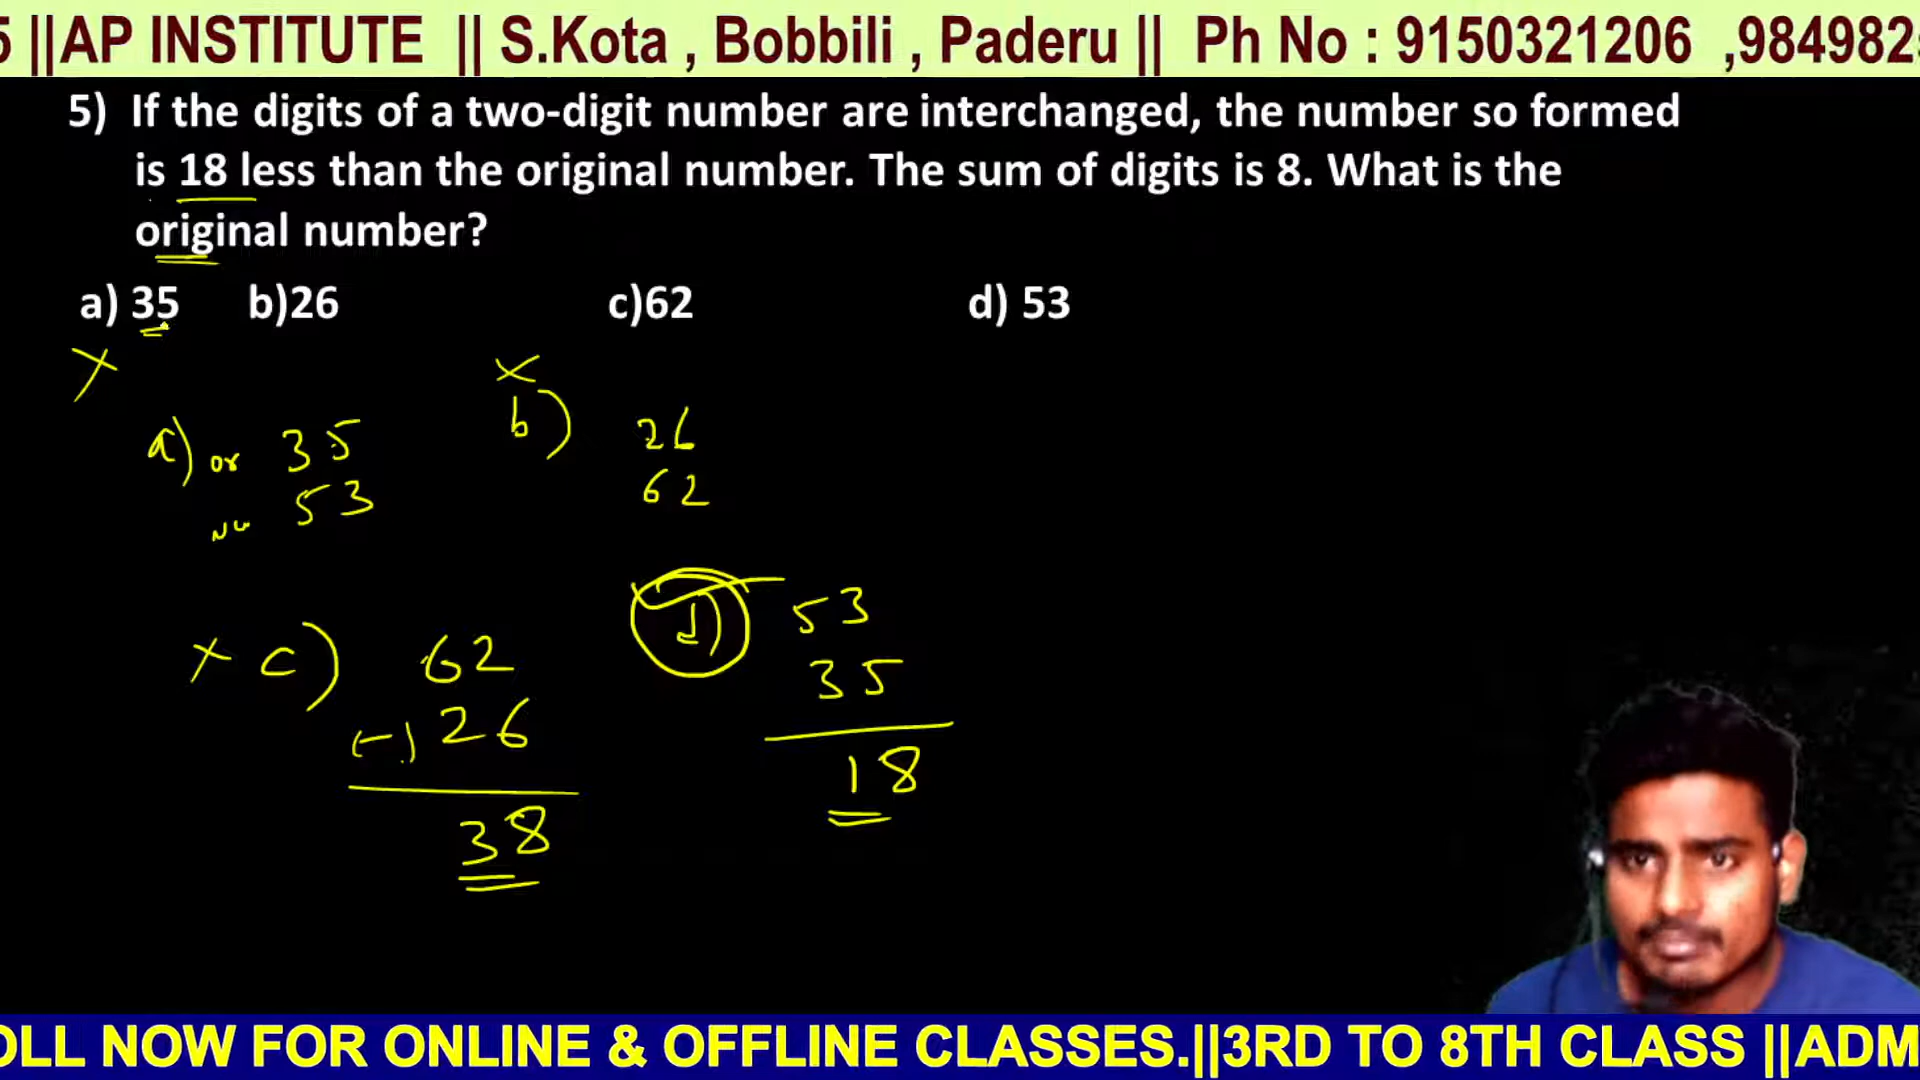 5 ||AP INSTITUTE || S.Kota , Bobbili , Paderu || Ph No : 9150321206 ,984982
5) If the digits of a two-digit number are interchanged, the number so formed
is 18 less than the original number. The sum of digits is 8. What is the
original number?
a) 35 b)26 c)62 d) 53
a) or 35
53
b) 26
62
x c) 62
(-) 26
38
d) 53
35
18
OLL NOW FOR ONLINE & OFFLINE CLASSES.||3RD TO 8TH CLASS ||ADM